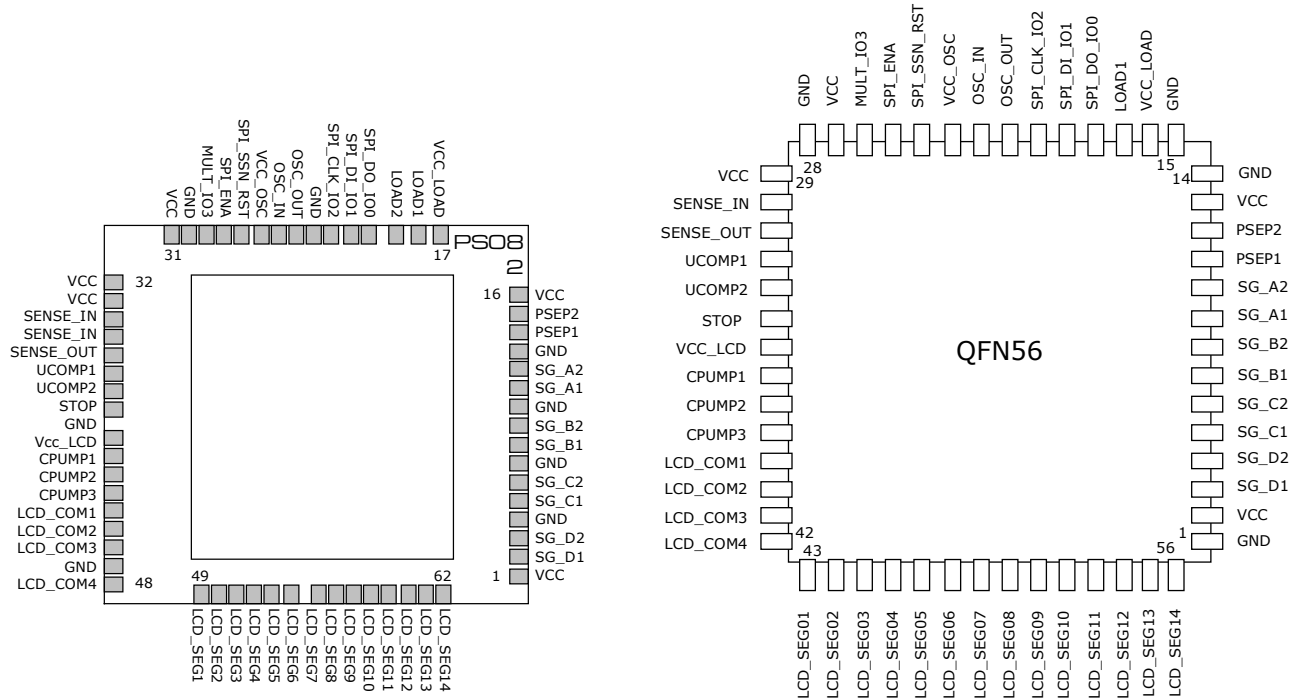 VCC
GND
MULT_IO3
SPI_ENA
SPI_SSN_RST
VCC_OSC
OSC_IN
OSC_OUT
GND
SPI_CLK_IO2
SPI_DI_IO1
SPI_DO_IO0
LOAD2
LOAD1
VCC_LOAD
31
17
PS08
2
VCC
32
VCC
SENSE_IN
SENSE_IN
SENSE_OUT
UCOMP1
UCOMP2
STOP
GND
Vcc_LCD
CPUMP1
CPUMP2
CPUMP3
LCD_COM1
LCD_COM2
LCD_COM3
GND
LCD_COM4
48
16
VCC
PSEP2
PSEP1
GND
SG_A2
SG_A1
GND
SG_B2
SG_B1
GND
SG_C2
SG_C1
GND
SG_D2
SG_D1
1
VCC
49
62
LCD_SEG1
LCD_SEG2
LCD_SEG3
LCD_SEG4
LCD_SEG5
LCD_SEG6
LCD_SEG7
LCD_SEG8
LCD_SEG9
LCD_SEG10
LCD_SEG11
LCD_SEG12
LCD_SEG13
LCD_SEG14
GND
VCC
MULT_IO3
SPI_ENA
SPI_SSN_RST
VCC_OSC
OSC_IN
OSC_OUT
SPI_CLK_IO2
SPI_DI_IO1
SPI_DO_IO0
LOAD1
VCC_LOAD
GND
28
29
15
14
VCC
SENSE_IN
SENSE_OUT
UCOMP1
UCOMP2
STOP
VCC_LCD
CPUMP1
CPUMP2
CPUMP3
LCD_COM1
LCD_COM2
LCD_COM3
LCD_COM4
QFN56
GND
VCC
PSEP2
PSEP1
SG_A2
SG_A1
SG_B2
SG_B1
SG_C2
SG_C1
SG_D2
SG_D1
VCC
GND
42
43
1
56
LCD_SEG01
LCD_SEG02
LCD_SEG03
LCD_SEG04
LCD_SEG05
LCD_SEG06
LCD_SEG07
LCD_SEG08
LCD_SEG09
LCD_SEG10
LCD_SEG11
LCD_SEG12
LCD_SEG13
LCD_SEG14